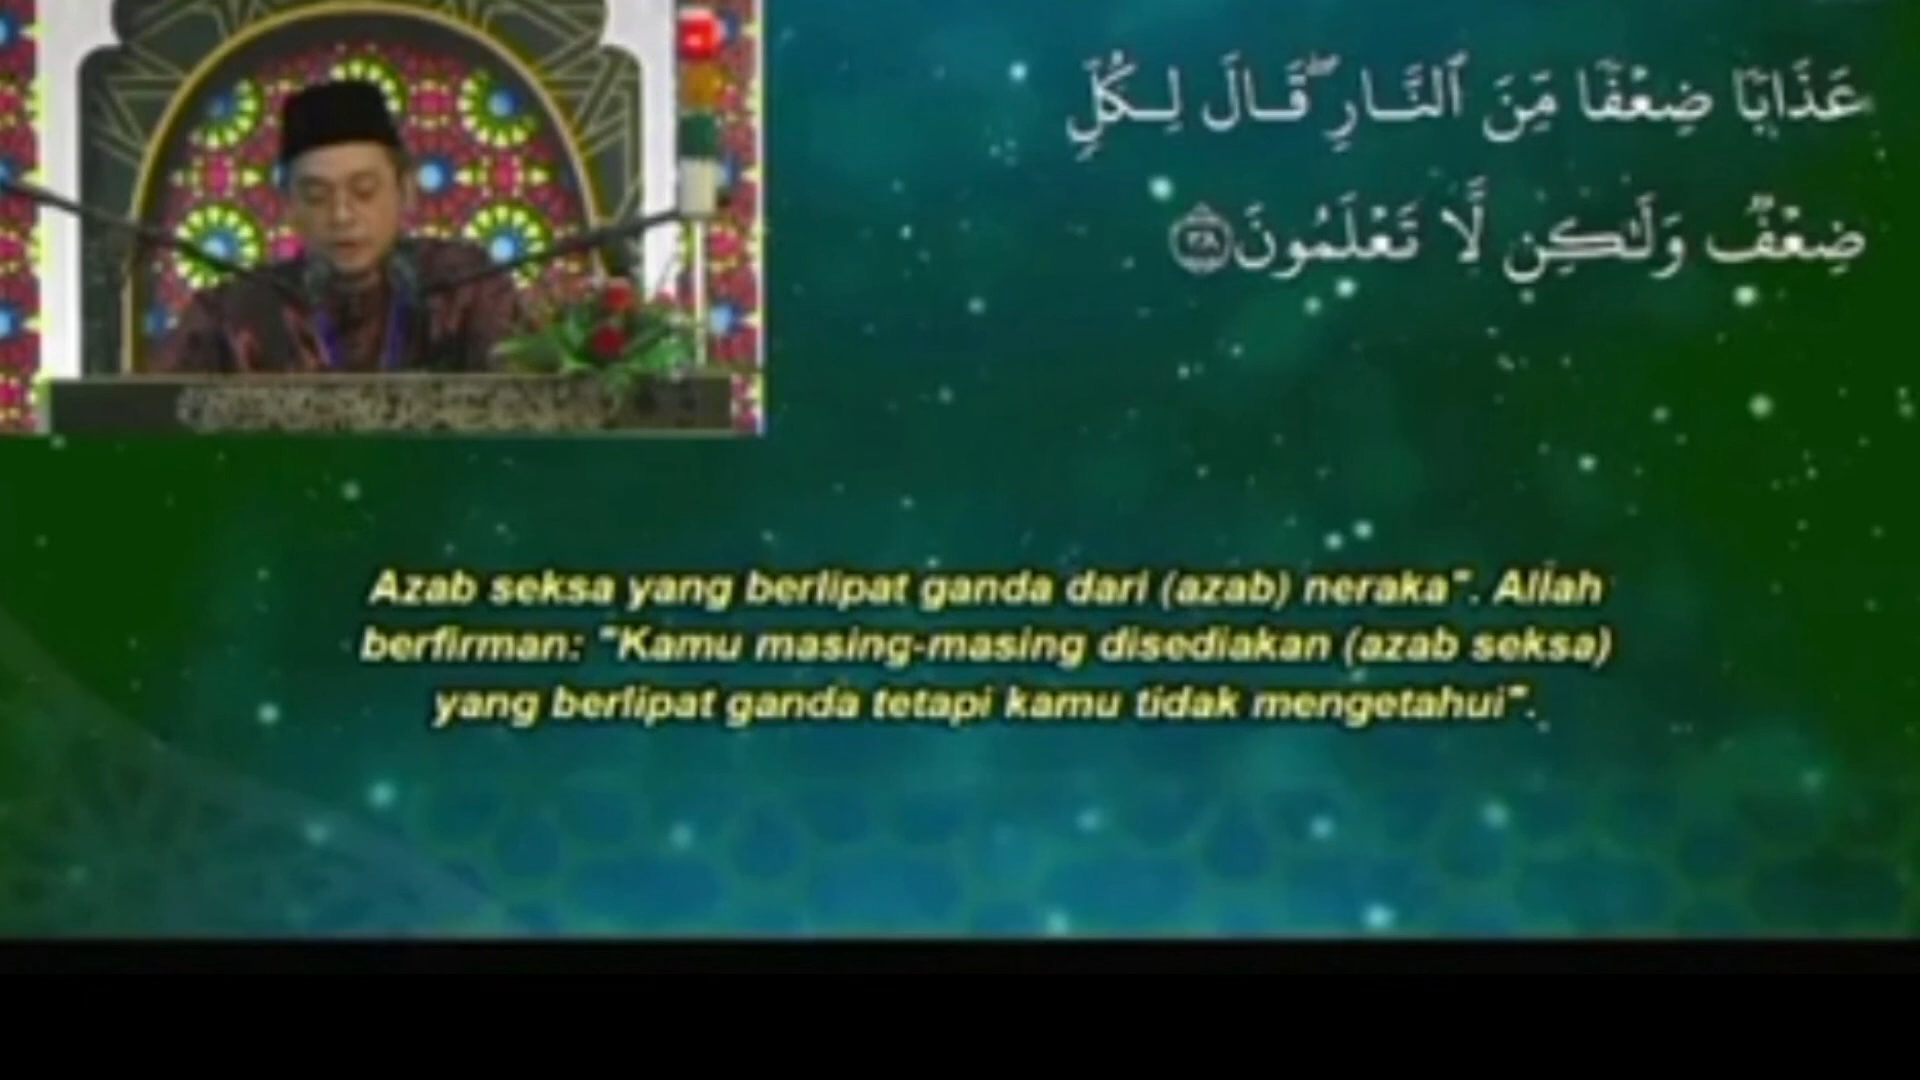 عَذَابًا ضِعْفًا مِّنَ ٱلنَّارِ ۖ قَالَ لِكُلٍّ
ضِعْفٌ وَلَـٰكِن لَّا تَعْلَمُونَ ٣٨
Azab seksa yang berlipat ganda dari (azab) neraka". Allah
berfirman: "Kamu masing-masing disediakan (azab seksa)
yang berlipat ganda tetapi kamu tidak mengetahui".